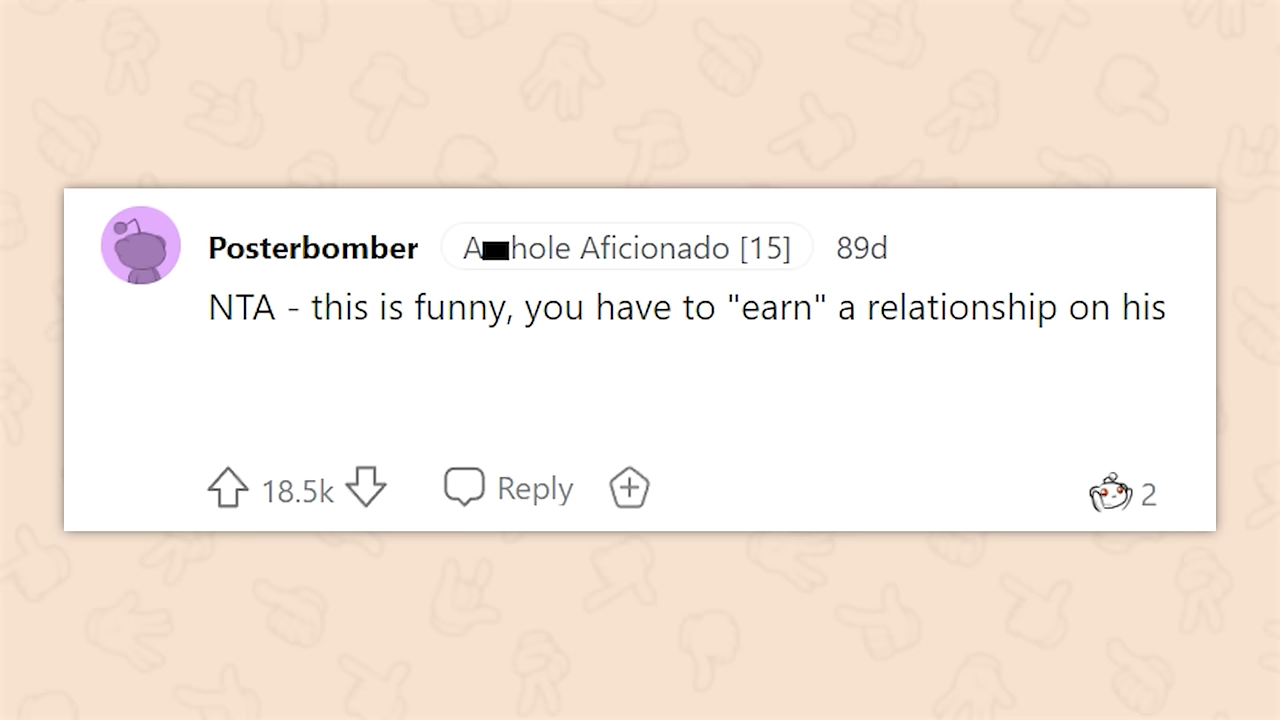 Posterbomber A hole Aficionado [15] 89d
NTA - this is funny, you have to "earn" a relationship on his
18.5k Reply 2